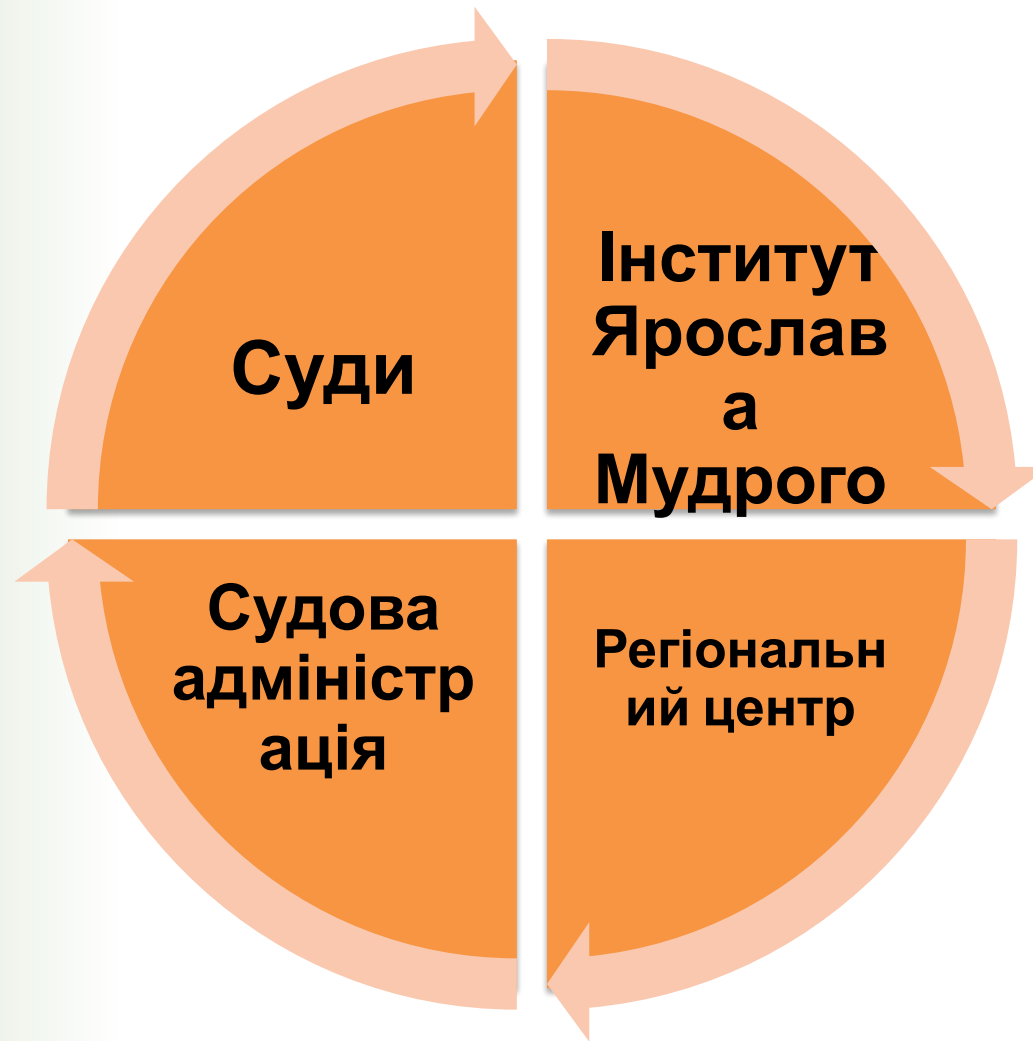 Суди
Інститут
Ярослав
а
Мудрого
Судова
адміністр
ація
Регіональн
ий центр